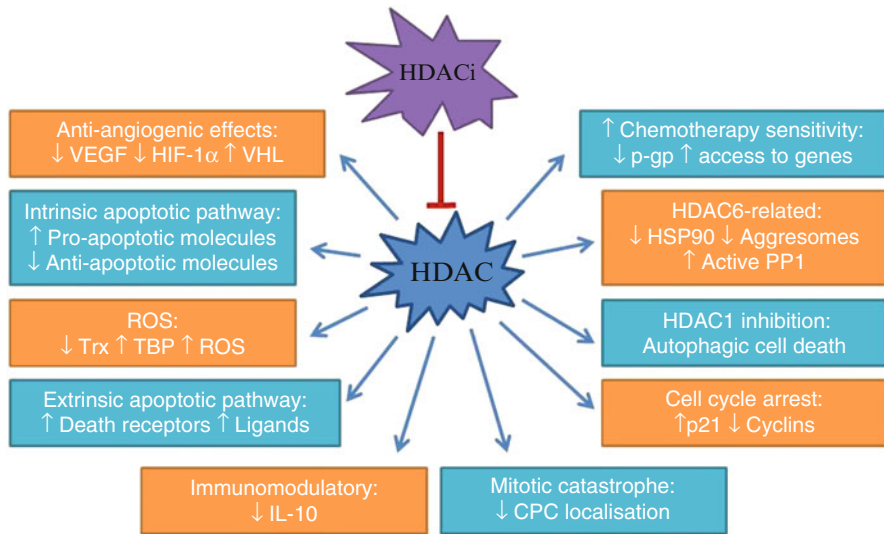 HDACi
Anti-angiogenic effects:
↓ VEGF ↓ HIF-1α ↑ VHL
Intrinsic apoptotic pathway:
↑ Pro-apoptotic molecules
↓ Anti-apoptotic molecules
ROS:
↓ Trx ↑ TBP ↑ ROS
Extrinsic apoptotic pathway:
↑ Death receptors ↑ Ligands
Immunomodulatory:
↓ IL-10
HDAC
↑ Chemotherapy sensitivity:
↓ p-gp ↑ access to genes
HDAC6-related:
↓ HSP90 ↓ Aggresomes
↑ Active PP1
HDAC1 inhibition:
Autophagic cell death
Cell cycle arrest:
↑p21 ↓ Cyclins
Mitotic catastrophe:
↓ CPC localisation